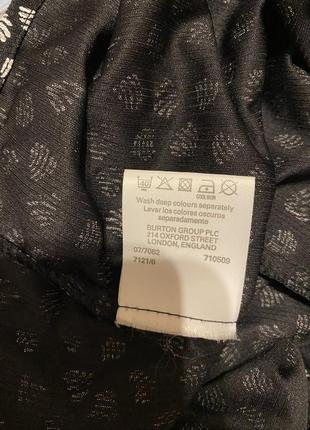 40
COOL IRON
Wash deep colours separately
Lavar los colores oscuros
separadamente
BURTON GROUP PLC
214 OXFORD STREET
LONDON, ENGLAND
07/7062
7121/6 710509